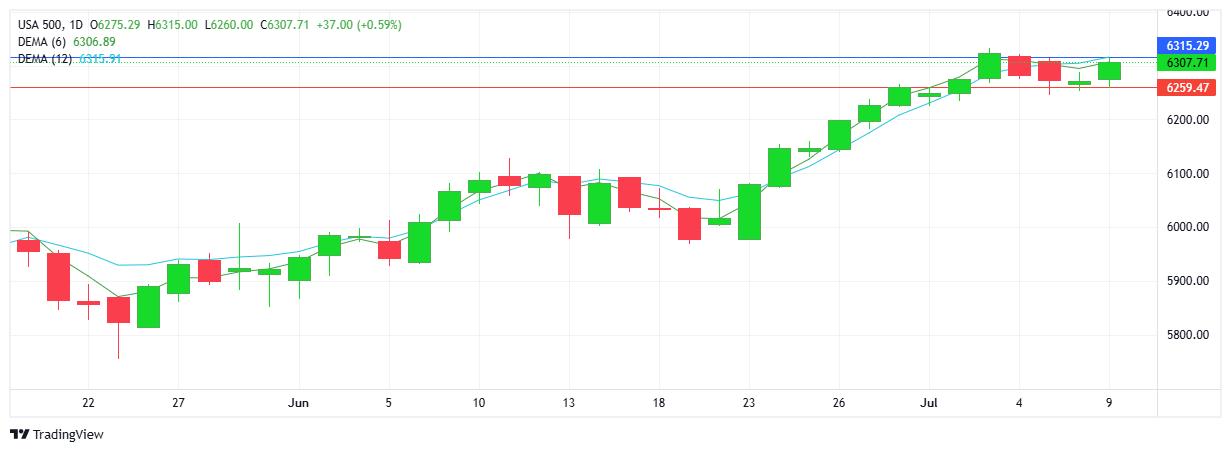 USA 500, 1D O6275.29 H6315.00 L6260.00 C6307.71 +37.00 (+0.59%)
DEMA (6) 6306.89
DEMA (12) 6315.91
6400.00
6315.29
6307.71
6259.47
6200.00
6100.00
6000.00
5900.00
5800.00
22 27 Jun 5 10 13 18 23 26 Jul 4 9
TradingView